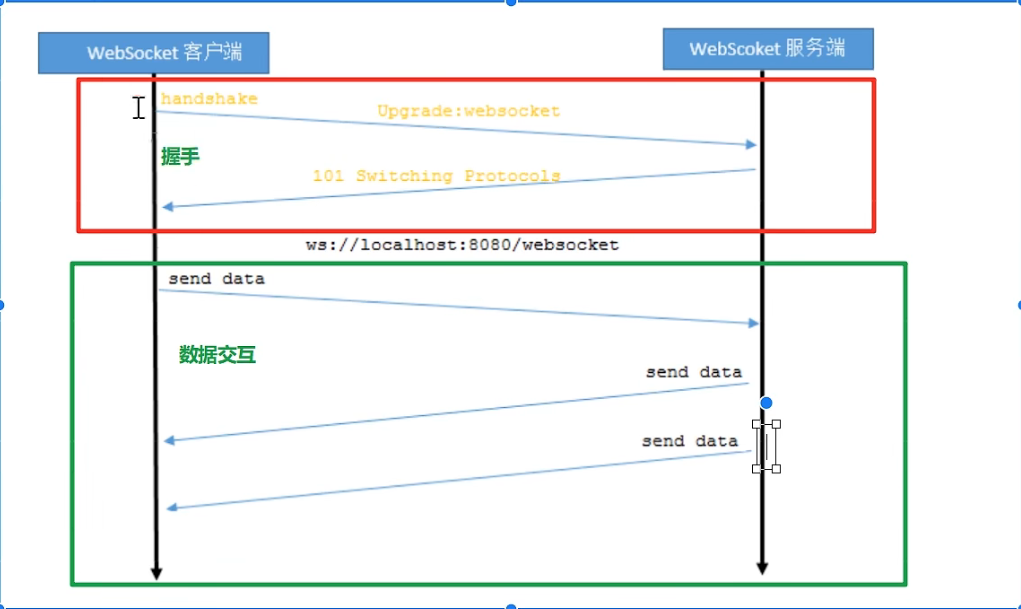 WebSocket 客户端
WebScoket 服务端
handshake
Upgrade:websocket
握手
101 Switching Protocols
ws://localhost:8080/websocket
send data
数据交互
send data
send data